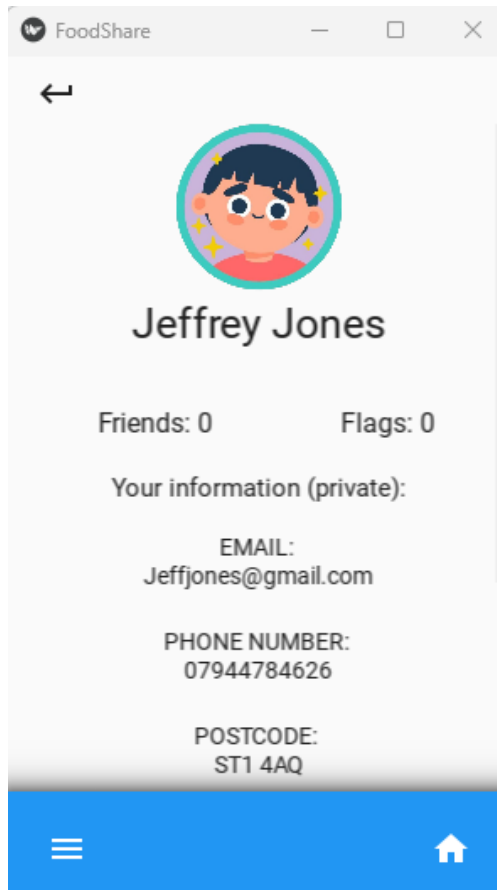 FoodShare
Jeffrey Jones
Friends: 0 Flags: 0
Your information (private):
EMAIL:
Jeffjones@gmail.com
PHONE NUMBER:
07944784626
POSTCODE:
ST1 4AQ